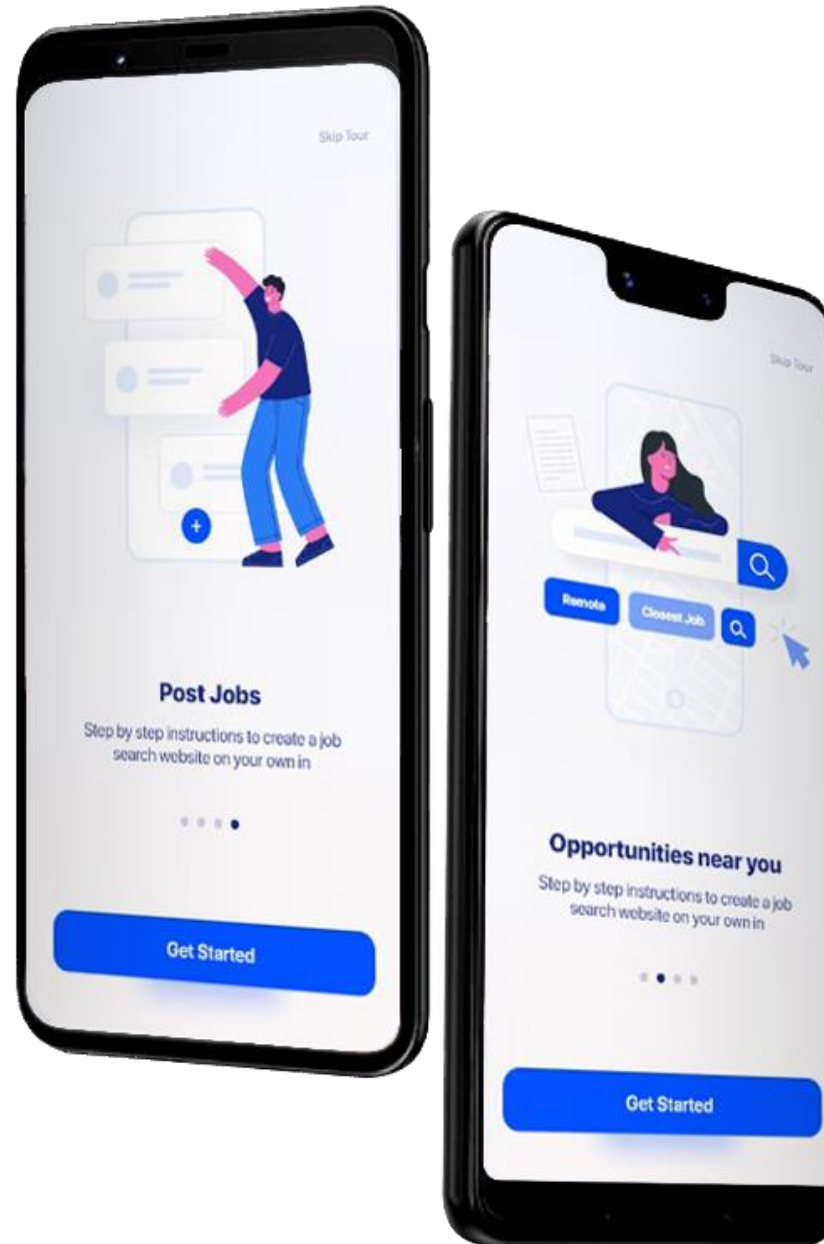 Skip Tour
Post Jobs
Step by step instructions to create a job
search website on your own in
Get Started
Skip Tour
Remote
Closest Job
Opportunities near you
Step by step instructions to create a job
search website on your own in
Get Started